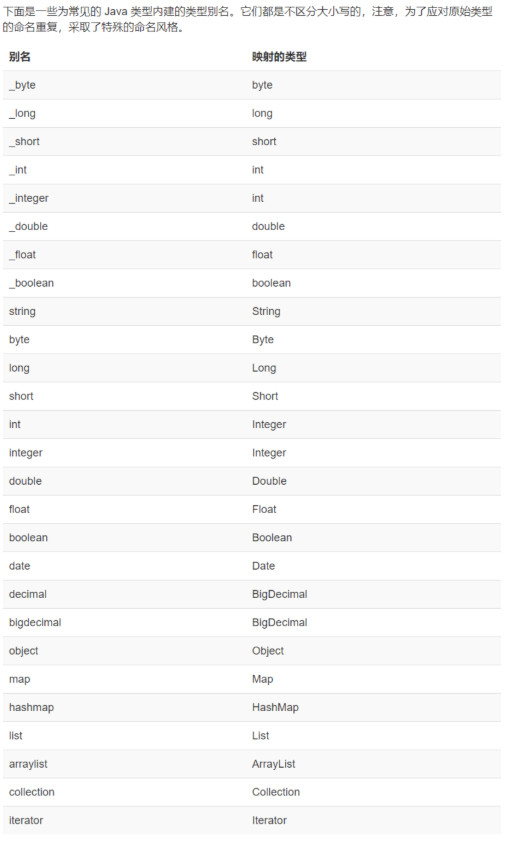 下面是一些为常见的 Java 类型内建的类型别名。它们都是不区分大小写的，注意，为了应对原始类型
的命名重复，采取了特殊的命名风格。
别名 映射的类型
_byte byte
_long long
_short short
_int int
_integer int
_double double
_float float
_boolean boolean
string String
byte Byte
long Long
short Short
int Integer
integer Integer
double Double
float Float
boolean Boolean
date Date
decimal BigDecimal
bigdecimal BigDecimal
object Object
map Map
hashmap HashMap
list List
arraylist ArrayList
collection Collection
iterator Iterator